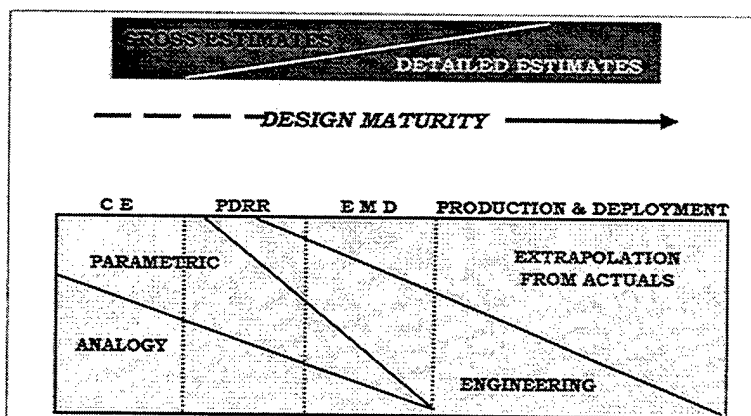 GROSS ESTIMATES
DETAILED ESTIMATES
DESIGN MATURITY
C E PDRR E M D PRODUCTION & DEPLOYMENT
PARAMETRIC
EXTRAPOLATION
FROM ACTUALS
ANALOGY
ENGINEERING